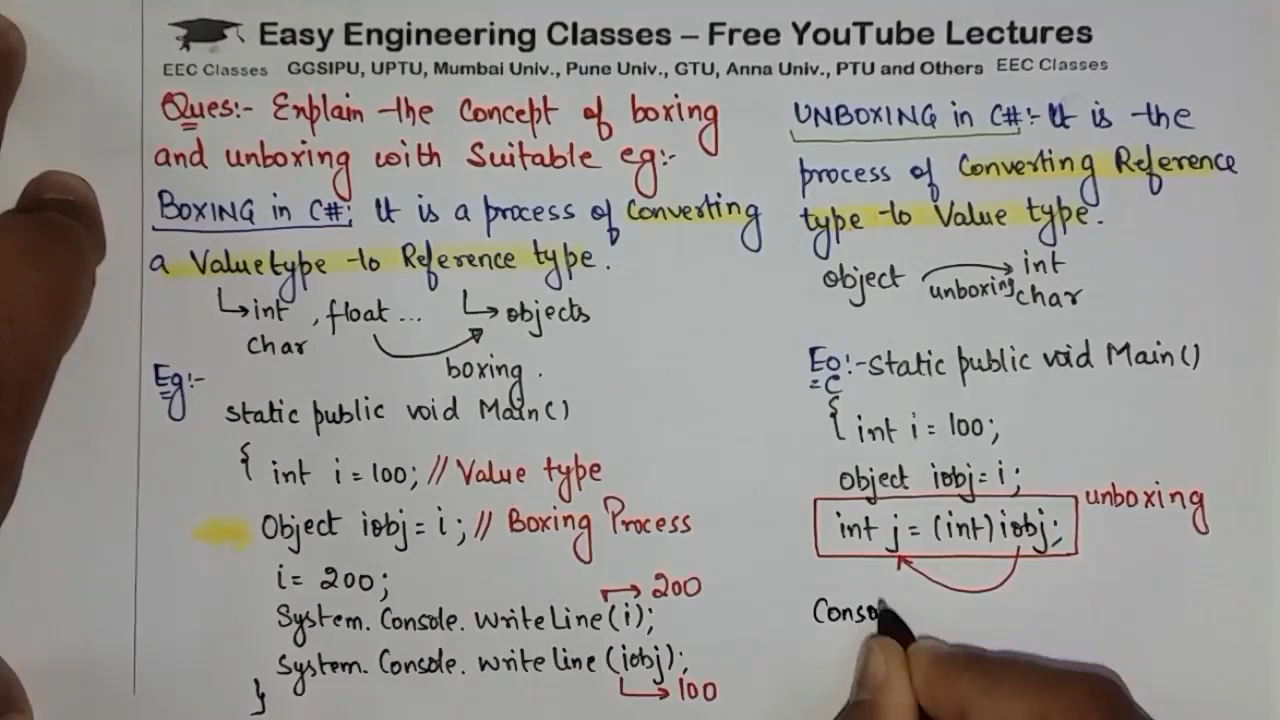 Easy Engineering Classes – Free YouTube Lectures
EEC Classes GGSIPU, UPTU, Mumbai Univ., Pune Univ., GTU, Anna Univ., PTU and Others EEC Classes
Ques:- Explain the Concept of boxing
and unboxing with Suitable eg:-
BOXING in C#: It is a process of Converting
a Valuetype to Reference type.
int, float... objects
char
boxing.
Eg:-
static public void Main()
{ int i = 100; // Value type
Object iobj = i; // Boxing Process
i = 200;
200
System. Console. WriteLine(i);
System. Console. writeline (iobj);
100
}
UNBOXING in C#:- It is the
process of Converting Reference
type to Value type.
object unboxing int
char
Eg:- static public void Main()
{ int i = 100;
object iobj = i;
int j = (int) iobj; unboxing
Conso